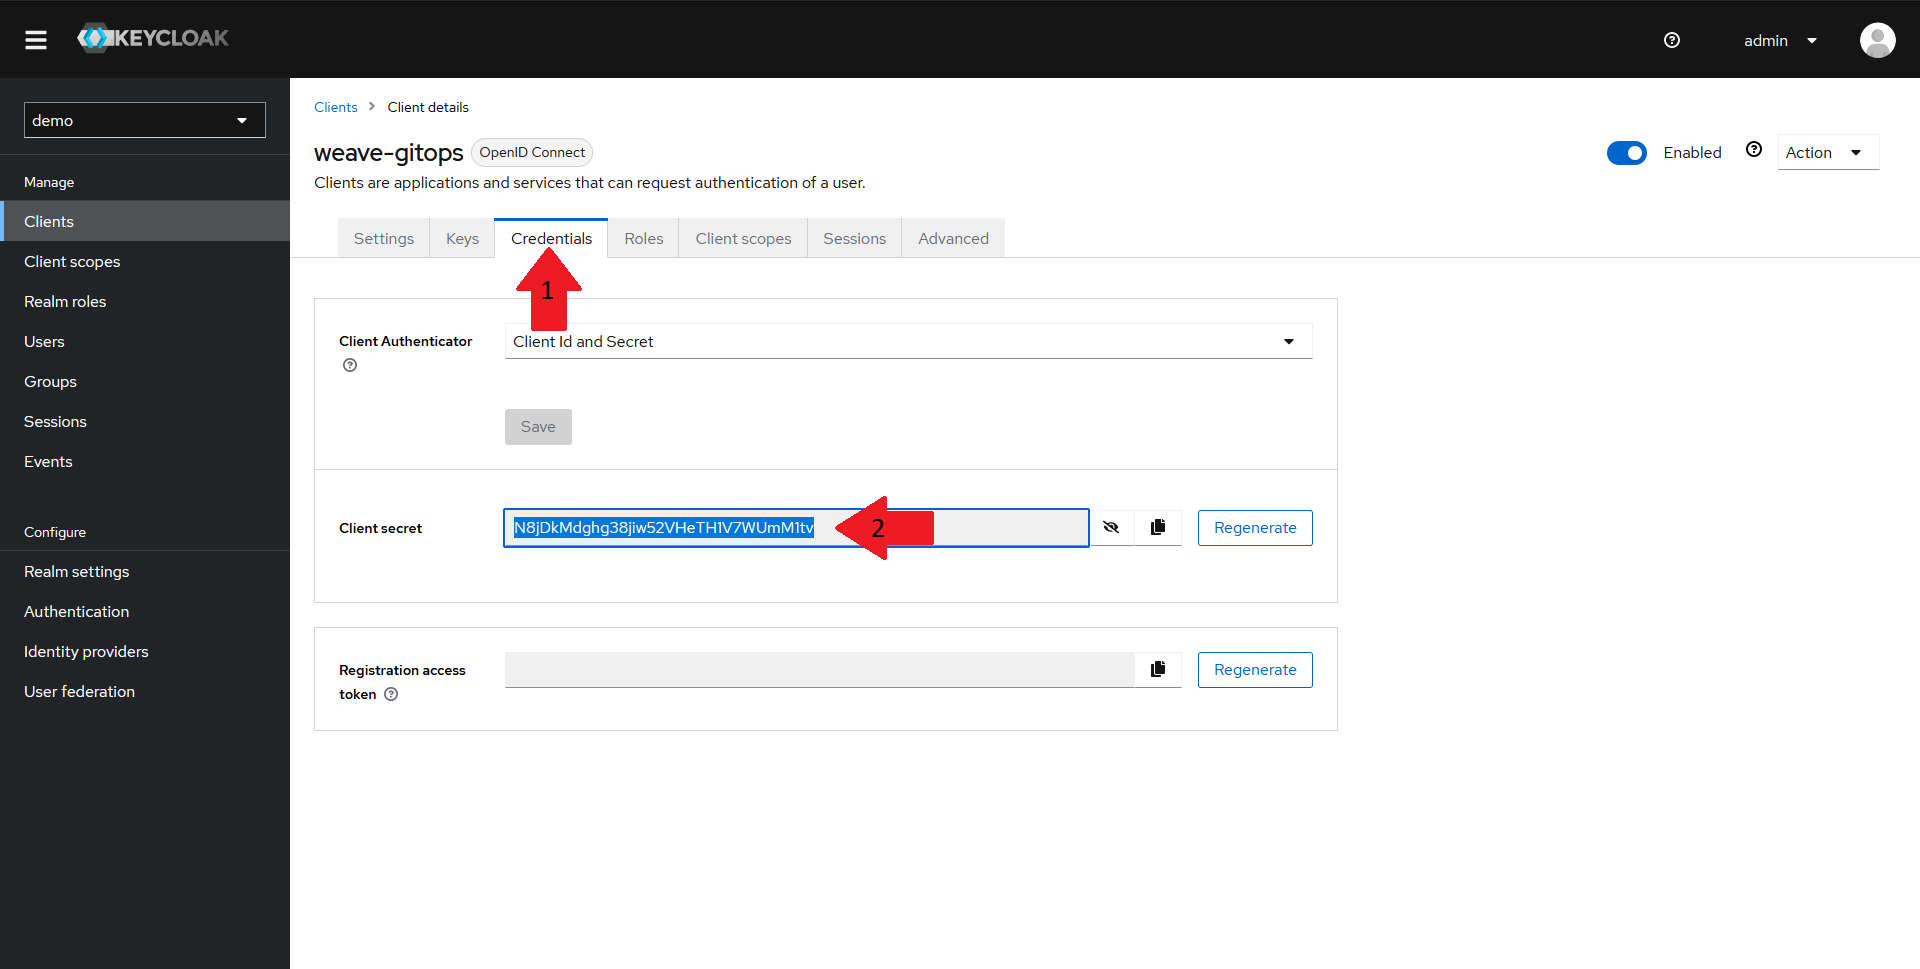 KEYCLOAK
admin
demo
Manage
Clients
Client scopes
Realm roles
Users
Groups
Sessions
Events
Configure
Realm settings
Authentication
Identity providers
User federation
Clients > Client details
weave-gitops OpenID Connect
Enabled
Action
Clients are applications and services that can request authentication of a user.
Settings Keys Credentials Roles Client scopes Sessions Advanced
1
Client Authenticator
Client Id and Secret
Save
Client secret
N8jDkMdghg38jiw52VHeTH1V7WUmM1tv
2
Regenerate
Registration access
token
Regenerate